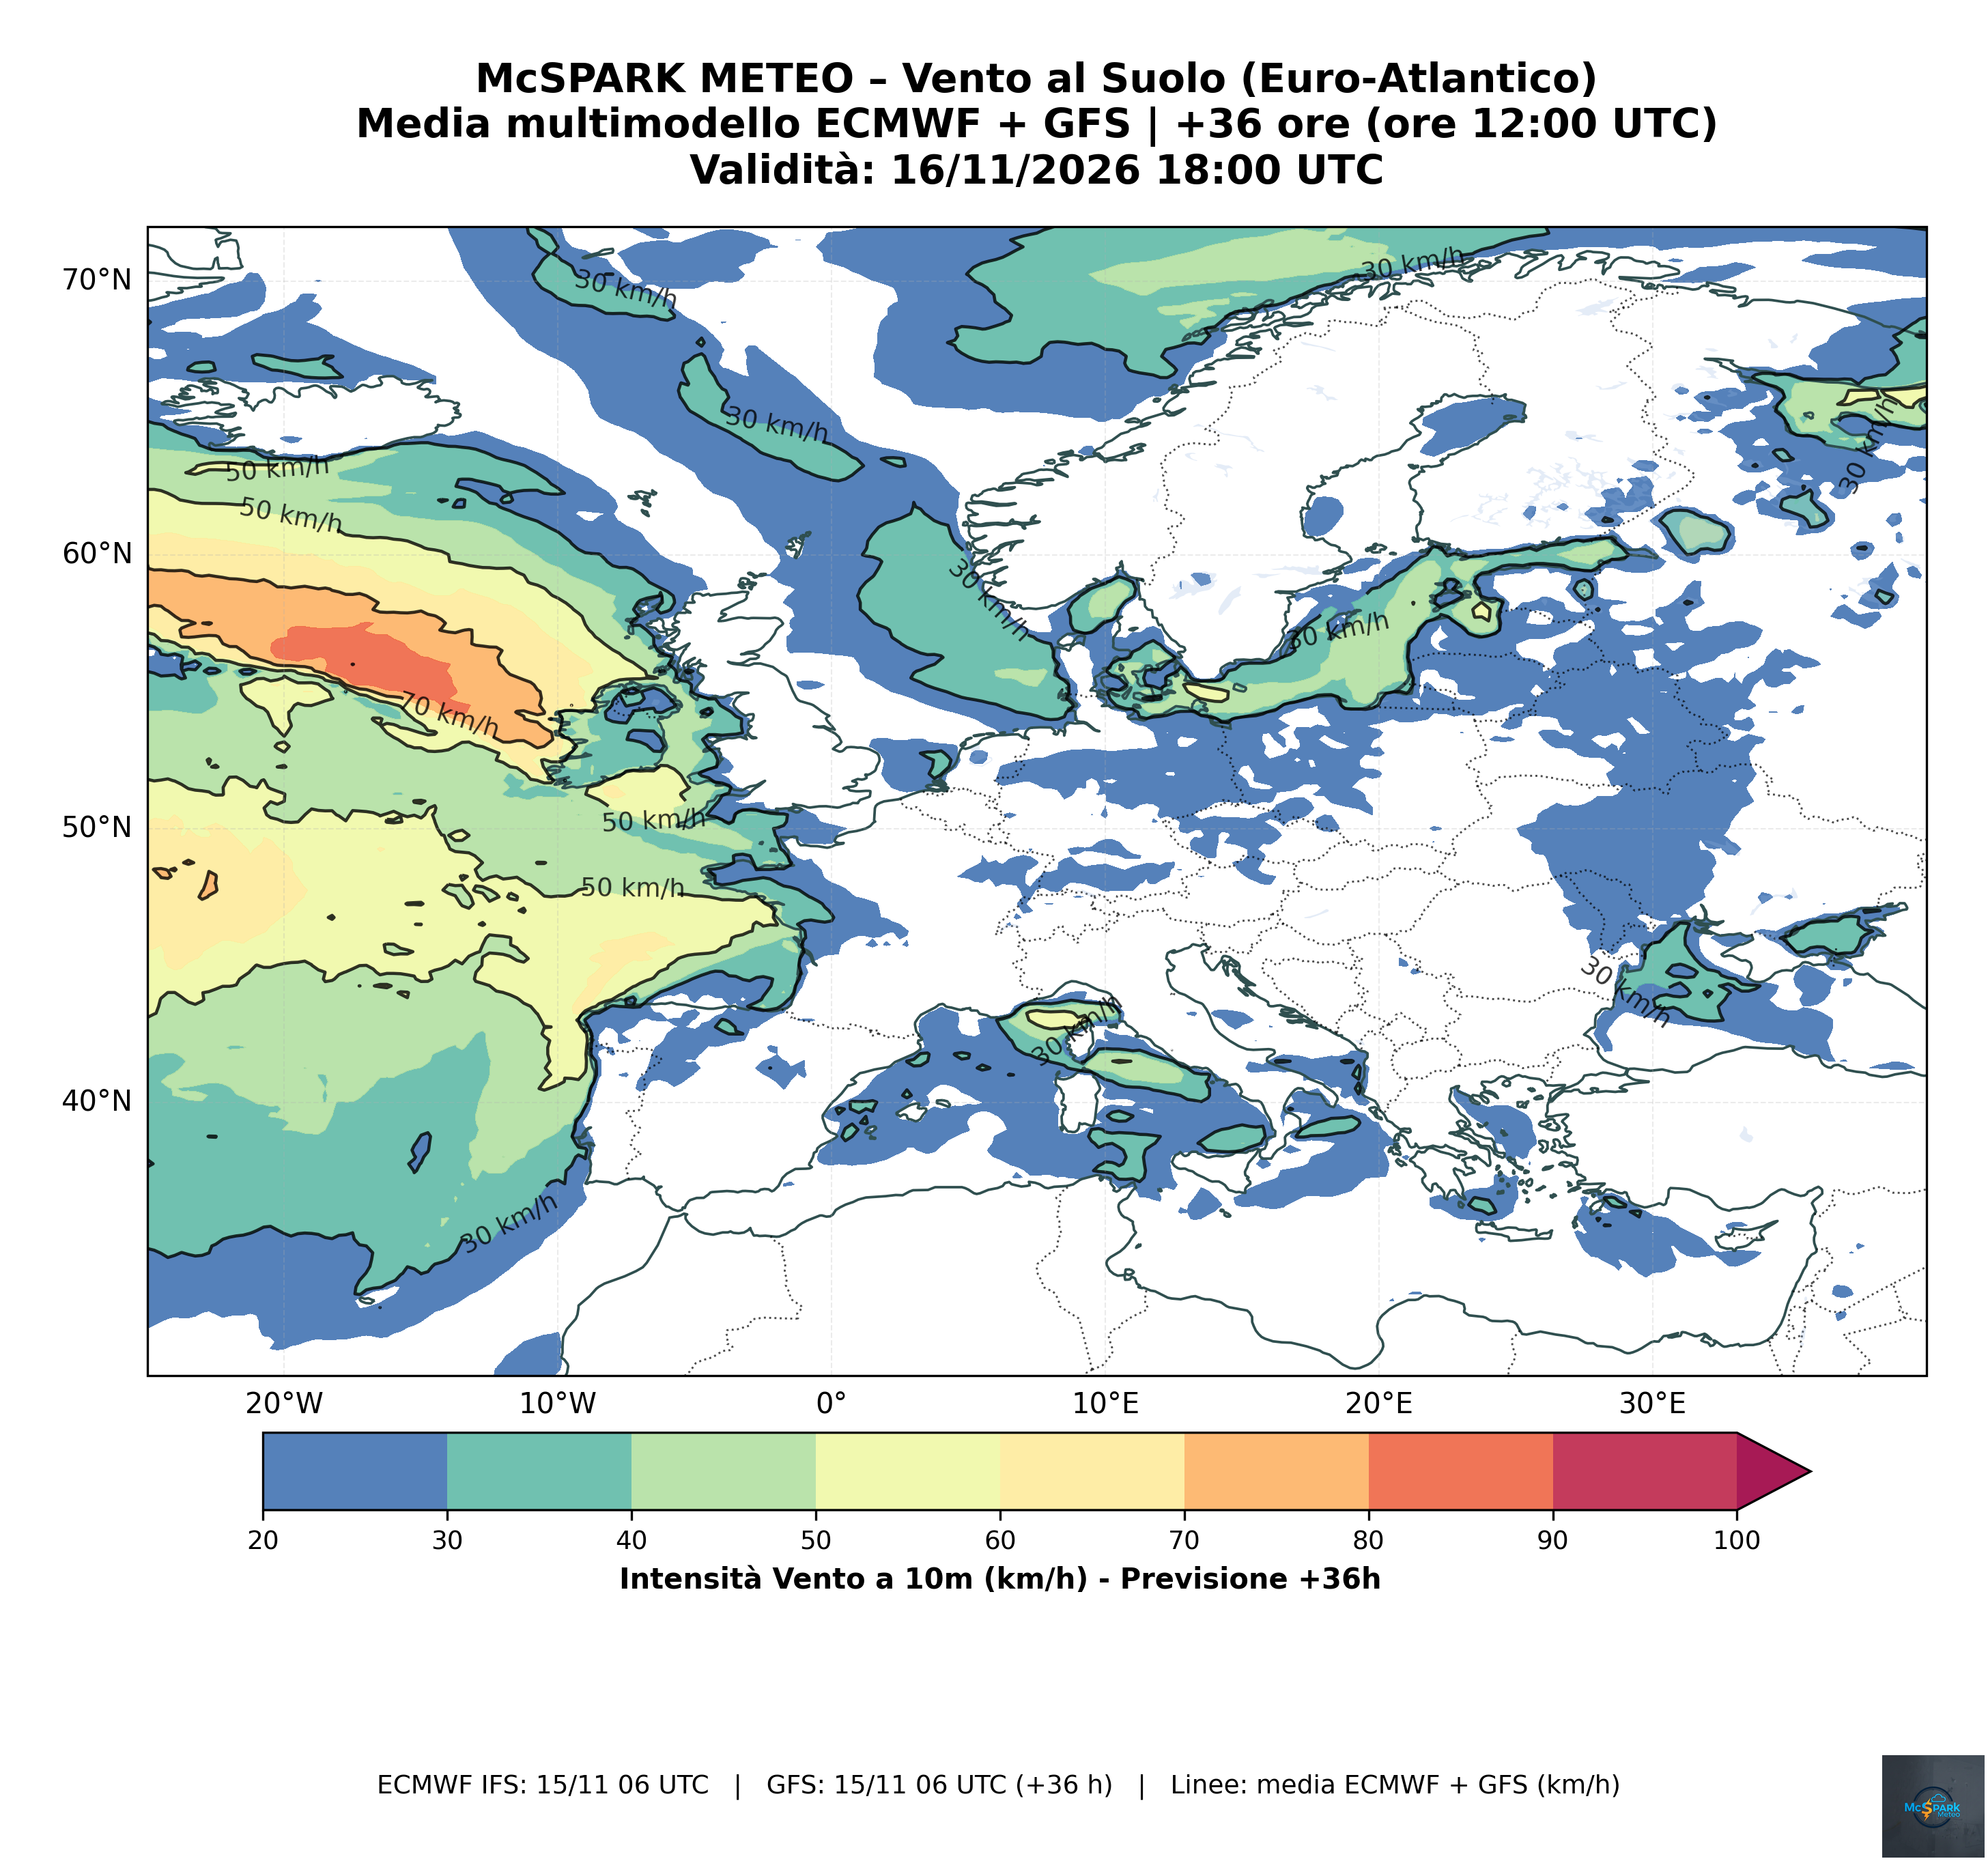 McSPARK METEO – Vento al Suolo (Euro-Atlantico)
Media multimodello ECMWF + GFS | +36 ore (ore 12:00 UTC)
Validità: 16/11/2026 18:00 UTC
70°N
60°N
50°N
40°N
30 km/h
30 km/h
30 km/h
50 km/h
50 km/h
30 km/h
30 km/h
30 km/h
70 km/h
50 km/h
50 km/h
30 km/h
30 km/h
30 km/h
20°W
10°W
0°
10°E
20°E
30°E
20
30
40
50
60
70
80
90
100
Intensità Vento a 10m (km/h) - Previsione +36h
ECMWF IFS: 15/11 06 UTC | GFS: 15/11 06 UTC (+36 h) | Linee: media ECMWF + GFS (km/h)
McSPARK
Meteo